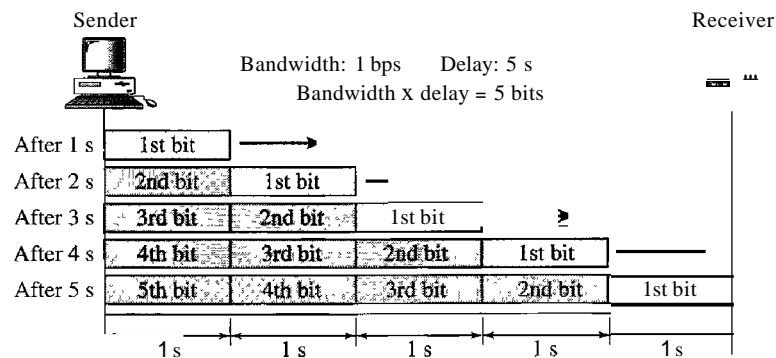 Sender
Receiver
Bandwidth: 1 bps Delay: 5 s
Bandwidth x delay = 5 bits
After 1 s 1st bit
After 2 s 2nd bit 1st bit
After 3 s 3rd bit 2nd bit 1st bit
After 4 s 4th bit 3rd bit 2nd bit 1st bit
After 5 s 5th bit 4th bit 3rd bit 2nd bit 1st bit
1 s 1 s 1 s 1 s 1 s